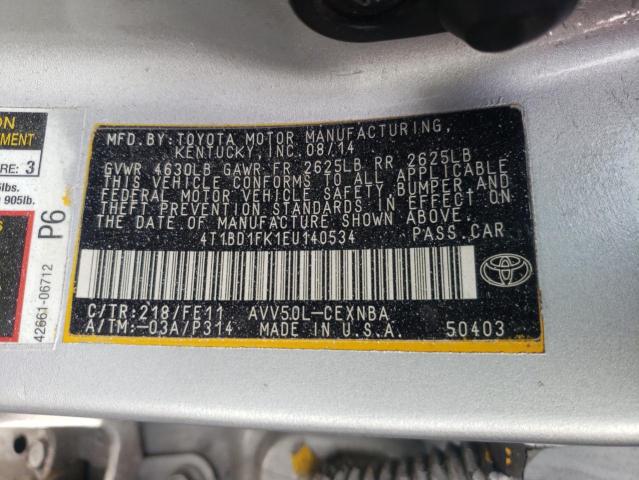 ON
EMENT
RE: 3
lbs.
905lb.
P6
42661-06712
MFD. BY: TOYOTA MOTOR MANUFACTURING,
KENTUCKY, INC. 08/14
GVWR 4630LB GAWR FR 2625LB RR 2625LB
THIS VEHICLE CONFORMS TO ALL APPLICABLE
FEDERAL MOTOR VEHICLE SAFETY, BUMPER AND
THEFT PREVENTION STANDARDS IN EFFECT ON
THE DATE OF MANUFACTURE SHOWN ABOVE.
4T1BD1FK1EU140534 PASS.CAR
C/TR:218/FE11 AVV50L-CEXNBA
A/TM:-03A/P314 MADE IN U.S.A. 50403